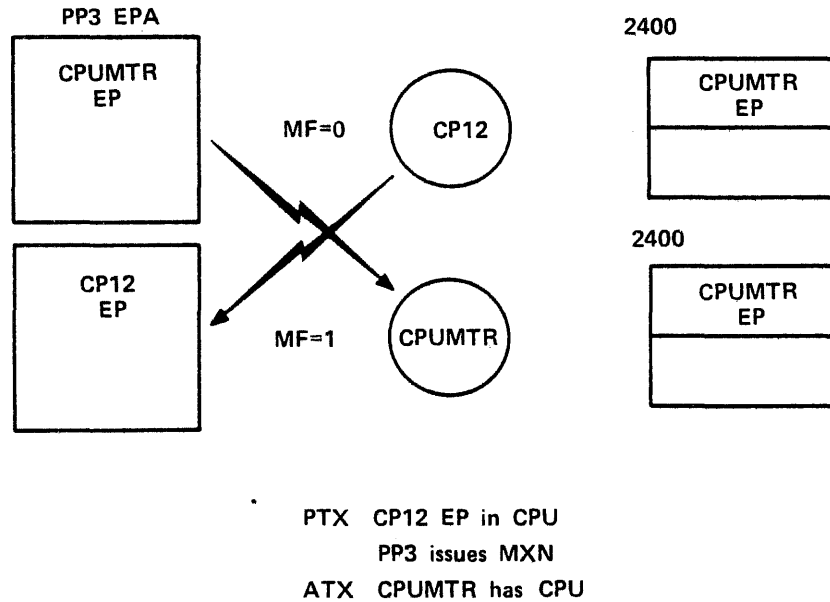 PP3 EPA
2400
CPUMTR
EP
MF=0
CP12
CPUMTR
EP
2400
CP12
EP
MF=1
CPUMTR
CPUMTR
EP
PTX CP12 EP in CPU
PP3 issues MXN
ATX CPUMTR has CPU